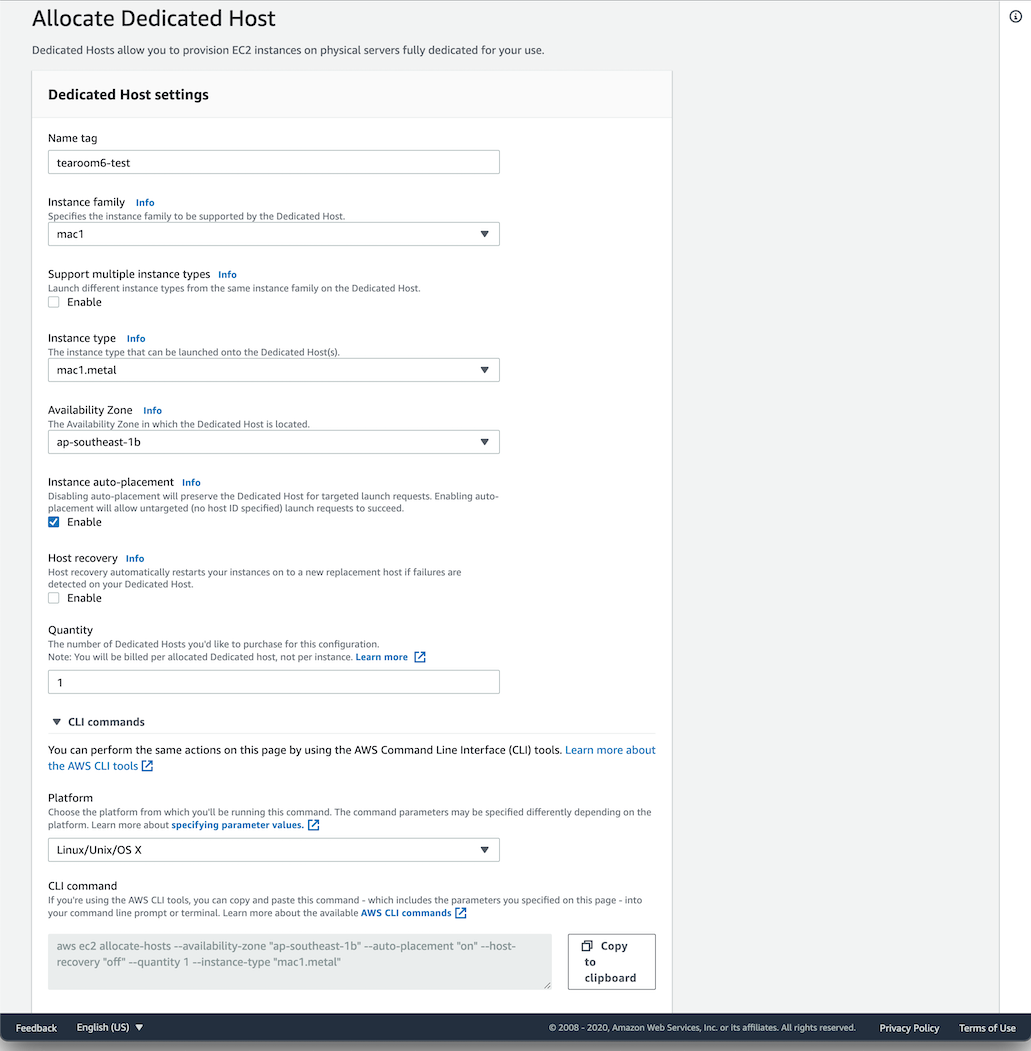 Allocate Dedicated Host
Dedicated Hosts allow you to provision EC2 instances on physical servers fully dedicated for your use.
Dedicated Host settings
Name tag
tearoom6-test
Instance family Info
Specifies the instance family to be supported by the Dedicated Host.
mac1
Support multiple instance types Info
Launch different instance types from the same instance family on the Dedicated Host.
Enable
Instance type Info
The instance type that can be launched onto the Dedicated Host(s).
mac1.metal
Availability Zone Info
The Availability Zone in which the Dedicated Host is located.
ap-southeast-1b
Instance auto-placement Info
Disabling auto-placement will preserve the Dedicated Host for targeted launch requests. Enabling auto-
placement will allow untargeted (no host ID specified) launch requests to succeed.
Enable
Host recovery Info
Host recovery automatically restarts your instances on to a new replacement host if failures are
detected on your Dedicated Host.
Enable
Quantity
The number of Dedicated Hosts you'd like to purchase for this configuration.
Note: You will be billed per allocated Dedicated host, not per instance. Learn more
1
CLI commands
You can perform the same actions on this page by using the AWS Command Line Interface (CLI) tools. Learn more about
the AWS CLI tools
Platform
Choose the platform from which you'll be running this command. The command parameters may be specified differently depending on the
platform. Learn more about specifying parameter values.
Linux/Unix/OS X
CLI command
If you're using the AWS CLI tools, you can copy and paste this command - which includes the parameters you specified on this page - into
your command line prompt or terminal. Learn more about the available AWS CLI commands
aws ec2 allocate-hosts --availability-zone "ap-southeast-1b" --auto-placement "on" --host-
recovery "off" --quantity 1 --instance-type "mac1.metal"
Copy
to
clipboard
Feedback English (US) © 2008 - 2020, Amazon Web Services, Inc. or its affiliates. All rights reserved. Privacy Policy Terms of Use